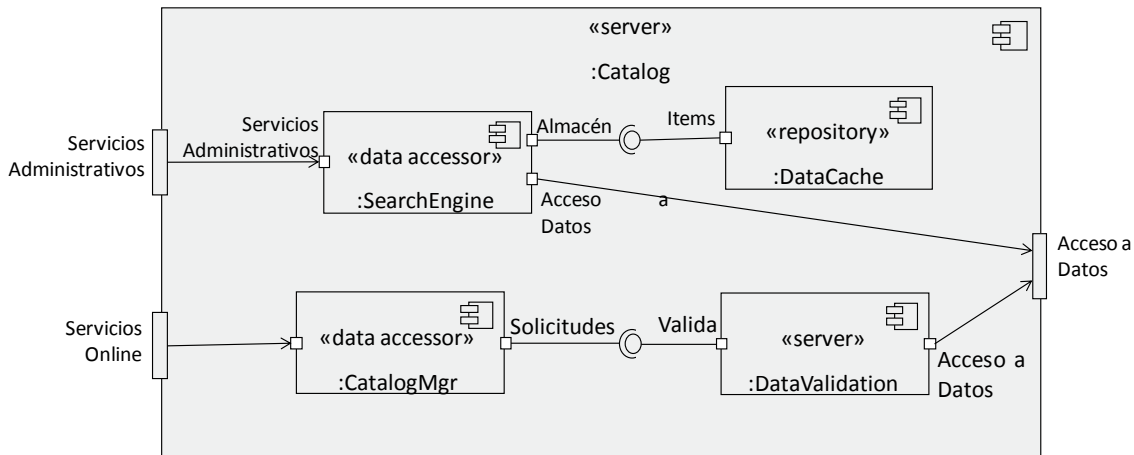 «server»
:Catalog
Servicios
Administrativos
Servicios
Administrativos
«data accessor»
:SearchEngine
Almacén
Items
«repository»
:DataCache
Acceso a
Datos
Acceso a
Datos
Servicios
Online
«data accessor»
:CatalogMgr
Solicitudes
Valida
«server»
:DataValidation
Acceso a
Datos